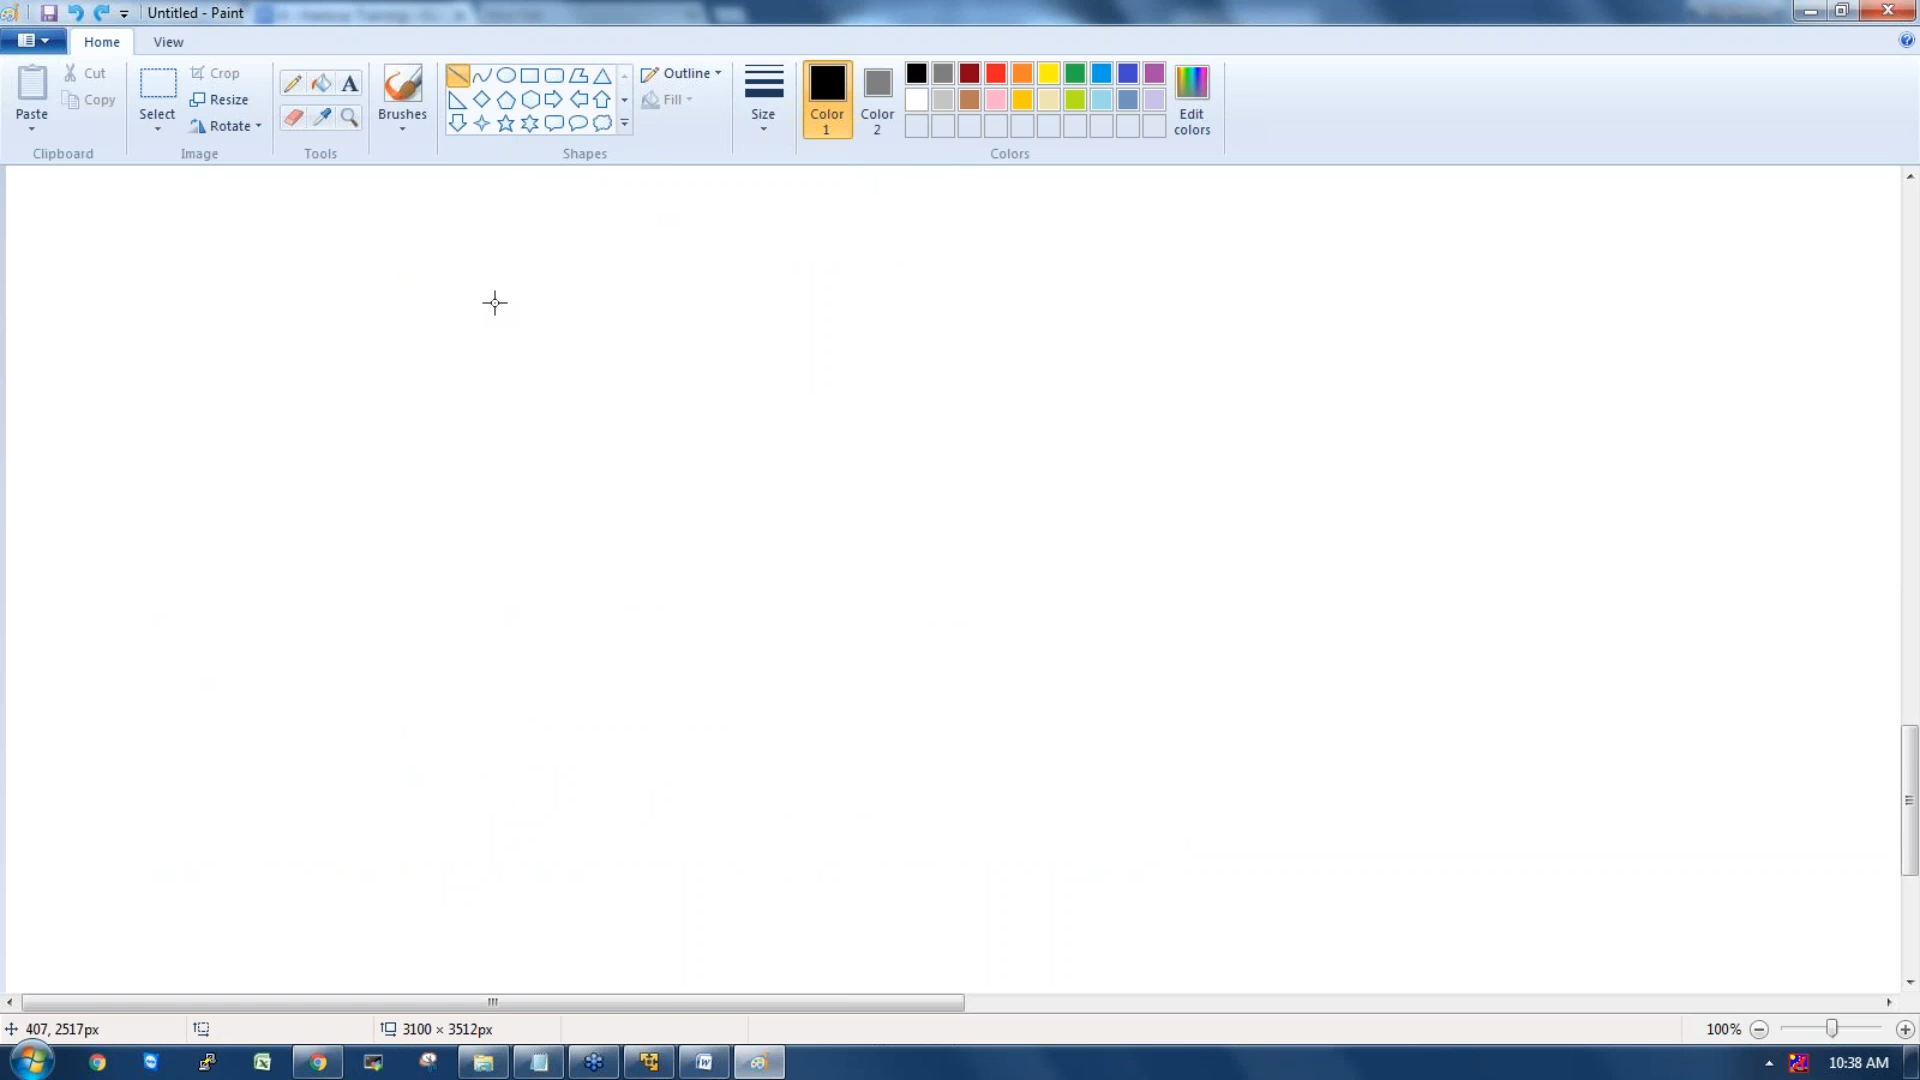 Untitled - Paint
Home View
Paste
Cut
Copy
Clipboard
Select
Crop
Resize
Rotate
Image
A
Tools
Brushes
Shapes
Outline
Fill
Size
Color 1
Color 2
Edit colors
Colors
407, 2517px
3100 × 3512px
100%
10:38 AM